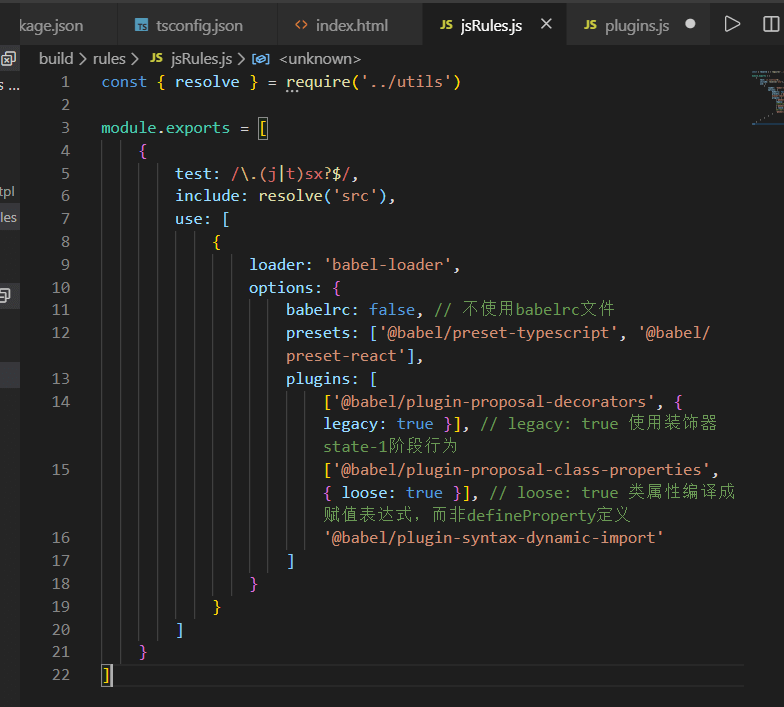 kage.json
TS tsconfig.json
<> index.html
JS jsRules.js
JS plugins.js
build > rules > JS jsRules.js > <unknown>
s ...
tpl
les
1 const { resolve } = require('../utils')
2
3 module.exports = [
4 {
5 test: /\.(j|t)sx?$/,
6 include: resolve('src'),
7 use: [
8 {
9 loader: 'babel-loader',
10 options: {
11 babelrc: false, // 不使用babelrc文件
12 presets: ['@babel/preset-typescript', '@babel/
preset-react'],
13 plugins: [
14 ['@babel/plugin-proposal-decorators', {
legacy: true }], // legacy: true 使用装饰器
state-1阶段行为
15 ['@babel/plugin-proposal-class-properties',
{ loose: true }], // loose: true 类属性编译成
赋值表达式，而非defineProperty定义
16 '@babel/plugin-syntax-dynamic-import'
17 ]
18 }
19 }
20 ]
21 }
22 ]